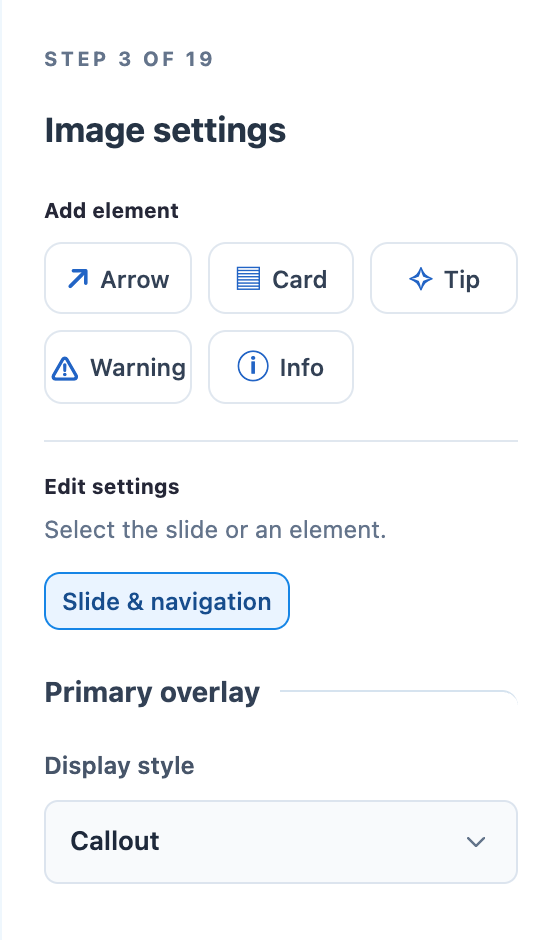 STEP 3 OF 19
Image settings
Add element
Arrow
Card
Tip
Warning
Info
Edit settings
Select the slide or an element.
Slide & navigation
Primary overlay
Display style
Callout